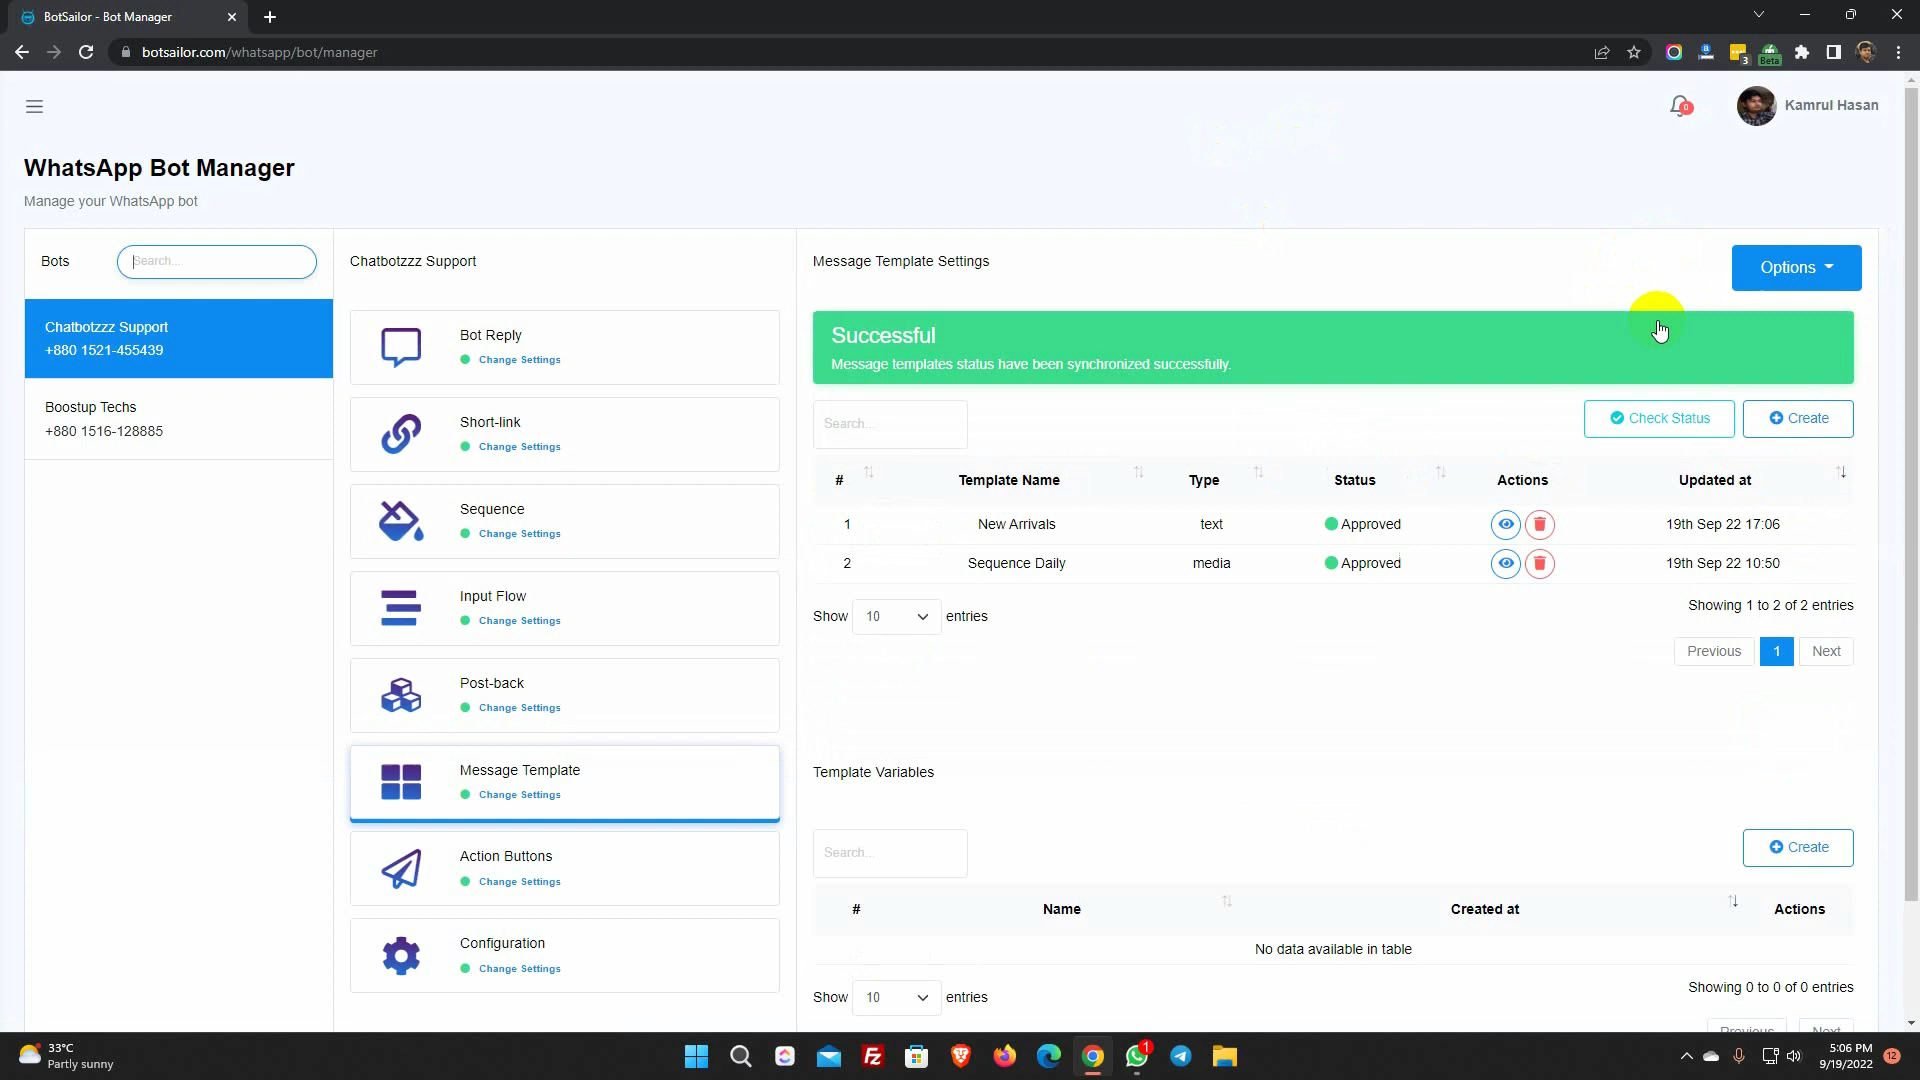 BotSailor - Bot Manager
botsailor.com/whatsapp/bot/manager
3
Beta
0
Kamrul Hasan
WhatsApp Bot Manager
Manage your WhatsApp bot
Bots
Search...
Chatbotzzz Support
+880 1521-455439
Boostup Techs
+880 1516-128885
Chatbotzzz Support
Bot Reply
Change Settings
Short-link
Change Settings
Sequence
Change Settings
Input Flow
Change Settings
Post-back
Change Settings
Message Template
Change Settings
Action Buttons
Change Settings
Configuration
Change Settings
Message Template Settings
Options
Successful
Message templates status have been synchronized successfully.
Search...
Check Status
Create
# Template Name Type Status Actions Updated at
1 New Arrivals text Approved 19th Sep 22 17:06
2 Sequence Daily media Approved 19th Sep 22 10:50
Show 10 entries
Showing 1 to 2 of 2 entries
Previous 1 Next
Template Variables
Search...
Create
# Name Created at Actions
No data available in table
Show 10 entries
Showing 0 to 0 of 0 entries
Previous Next
33°C
Partly sunny
Fz
1
5:06 PM
9/19/2022
12